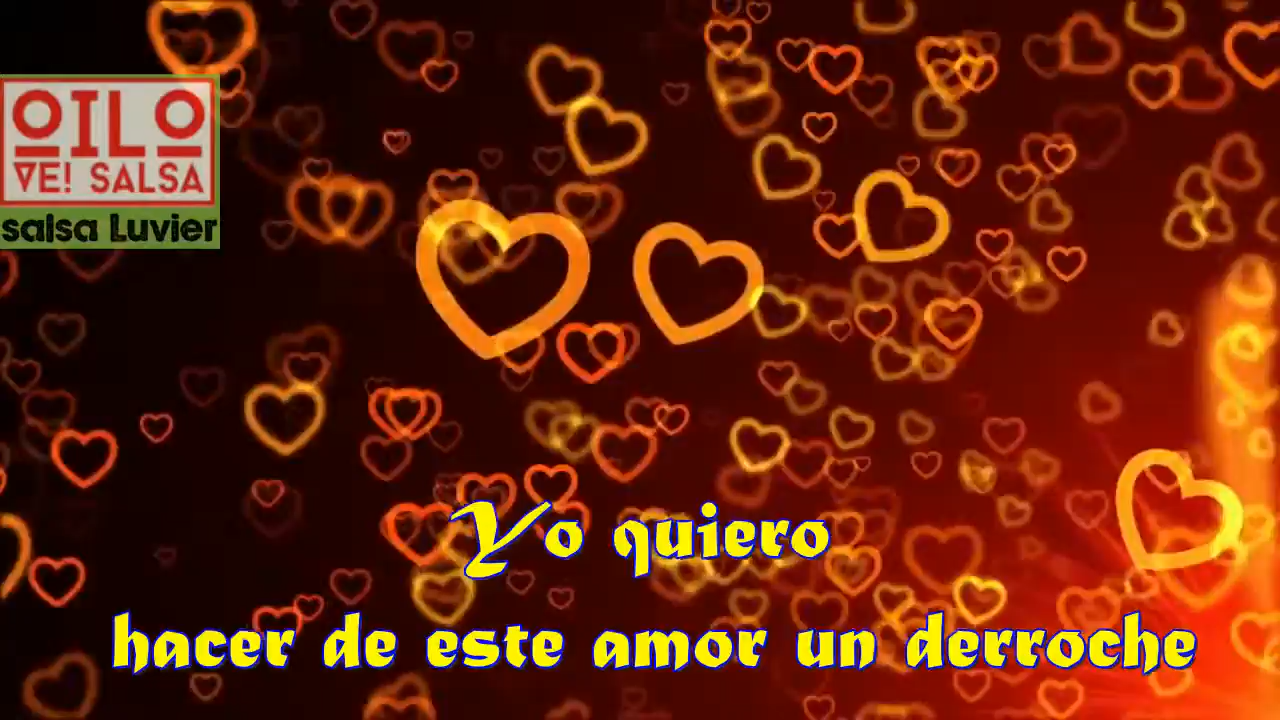 OILO
VE! SALSA
salsa Luvier
Yo quiero
hacer de este amor un derroche